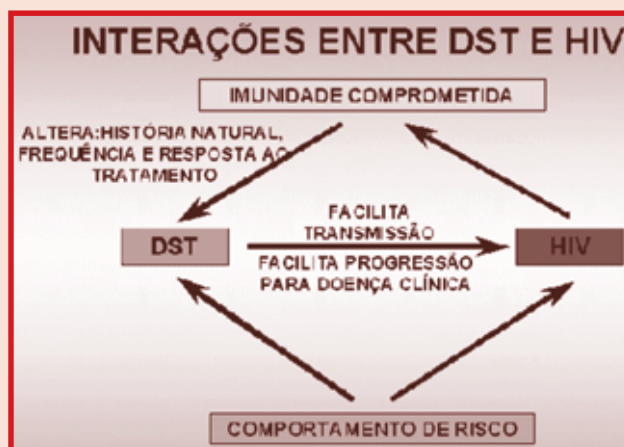 INTERAÇÕES ENTRE DST E HIV
IMUNIDADE COMPROMETIDA
ALTERA:HISTÓRIA NATURAL,
FREQUÊNCIA E RESPOSTA AO
TRATAMENTO
FACILITA
TRANSMISSÃO
DST
HIV
FACILITA PROGRESSÃO
PARA DOENÇA CLÍNICA
COMPORTAMENTO DE RISCO